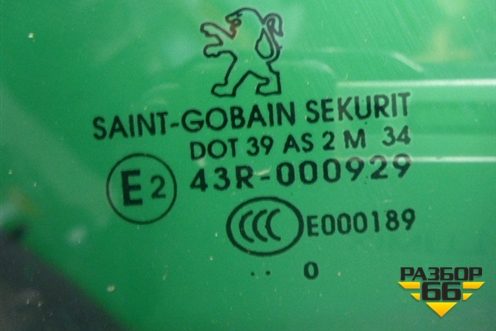 SAINT-GOBAIN SEKURIT
DOT 39 AS 2 M 34
E2 43R-000929
CCC E000189
.. 0
РАЗБОР
66